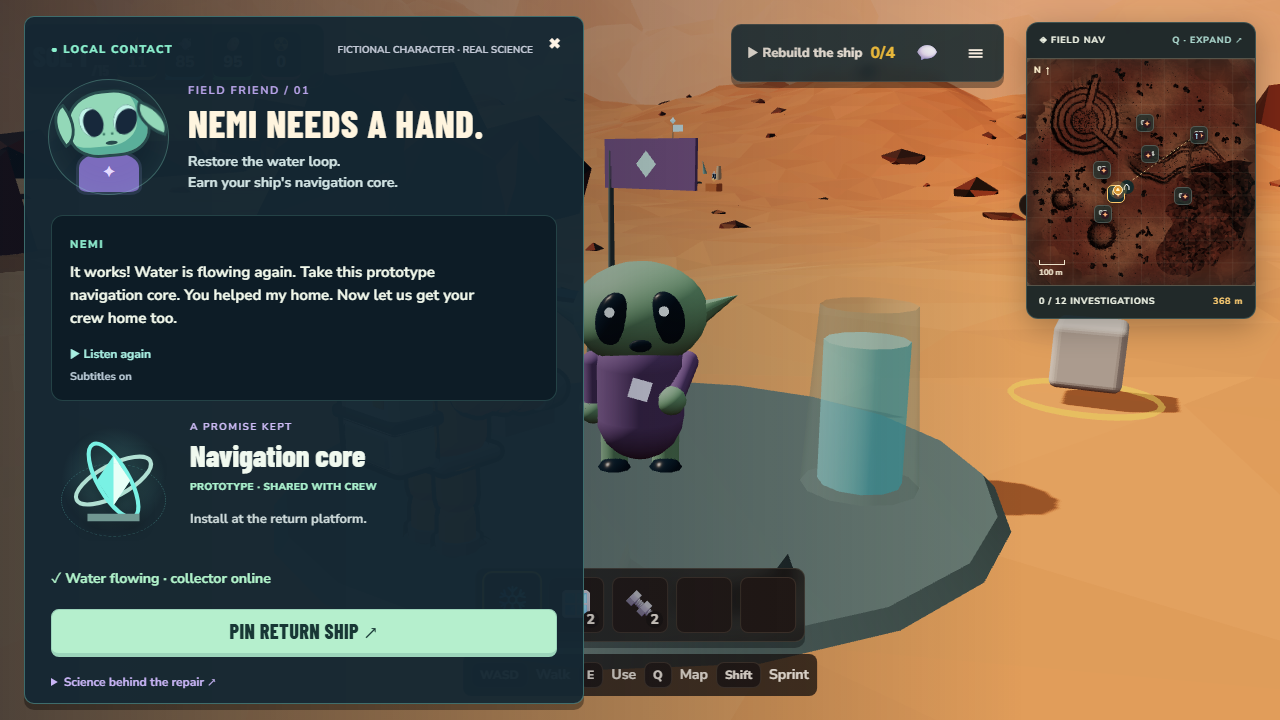 • LOCAL CONTACT
FICTIONAL CHARACTER · REAL SCIENCE ✖
FIELD FRIEND / 01
NEMI NEEDS A HAND.
Restore the water loop.
Earn your ship's navigation core.
NEMI
It works! Water is flowing again. Take this prototype
navigation core. You helped my home. Now let us get your
crew home too.
▶ Listen again
Subtitles on
A PROMISE KEPT
Navigation core
PROTOTYPE · SHARED WITH CREW
Install at the return platform.
✓ Water flowing · collector online
PIN RETURN SHIP ↗
▶ Science behind the repair ↗
▶ Rebuild the ship 0/4
◆ FIELD NAV
Q · EXPAND ↗
N ↑
100 m
0 / 12 INVESTIGATIONS
368 m
2
2
WASD Walk E Use Q Map Shift Sprint